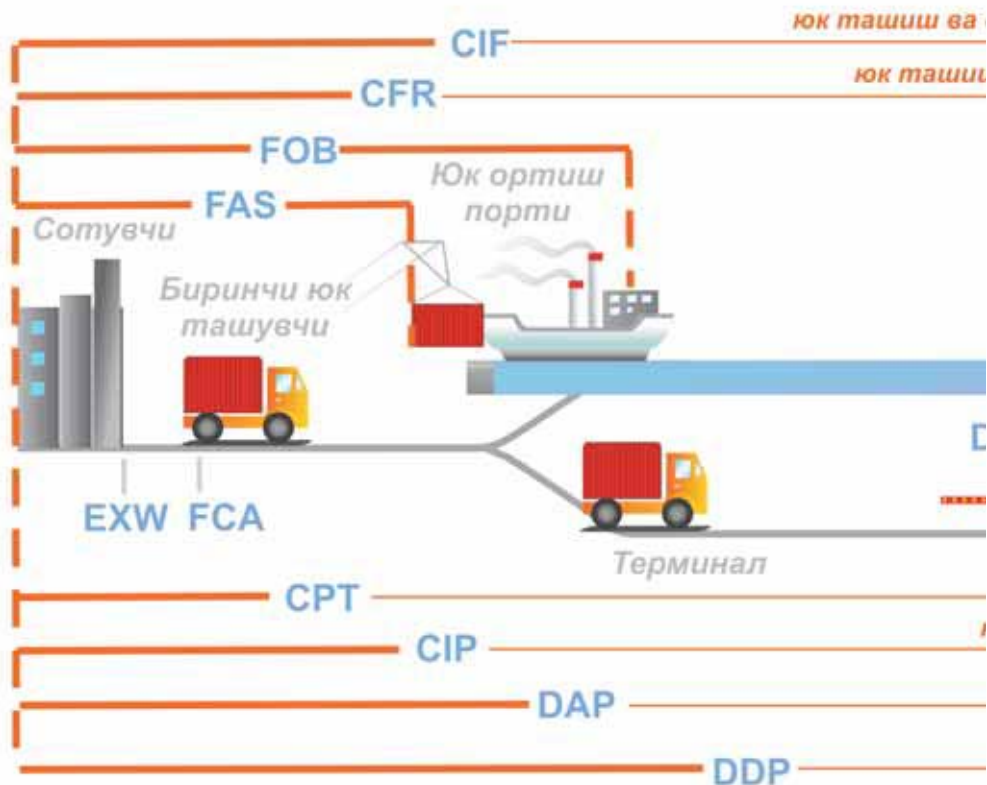 юк ташиш ва
CIF
юк ташиш
CFR
FOB
Юк ортиш
порти
FAS
Сотувчи
Биринчи юк
ташувчи
D
EXW FCA
Терминал
CPT
CIP
DAP
DDP